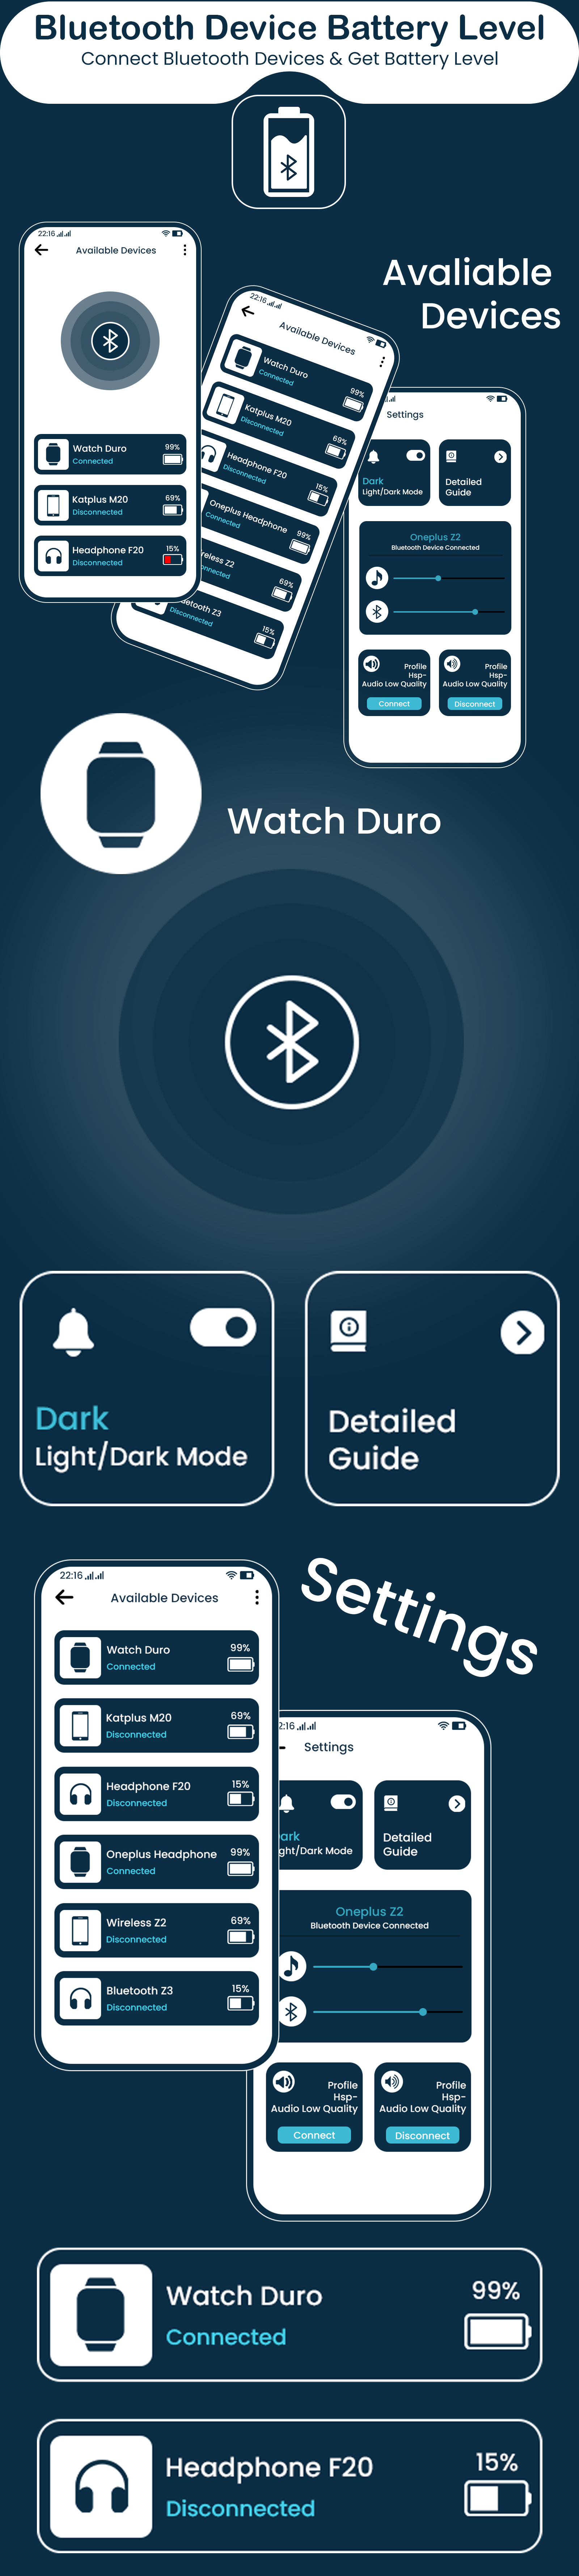 Bluetooth Device Battery Level
Connect Bluetooth Devices & Get Battery Level
22:16
Available Devices
Watch Duro
Connected
99%
Katplus M20
Disconnected
69%
Headphone F20
Disconnected
15%
Avaliable
Devices
22:16
Available Devices
Watch Duro
Connected
99%
Katplus M20
Disconnected
69%
Headphone F20
Disconnected
15%
Oneplus Headphone
Connected
99%
reless Z2
onnected
69%
uetooth Z3
Disconnected
15%
Settings
Dark
Light/Dark Mode
Detailed
Guide
Oneplus Z2
Bluetooth Device Connected
Profile
Hsp-
Audio Low Quality
Connect
Profile
Hsp-
Audio Low Quality
Disconnect
Watch Duro
Dark
Light/Dark Mode
Detailed
Guide
Settings
22:16
Available Devices
Watch Duro
Connected
99%
Katplus M20
Disconnected
69%
Headphone F20
Disconnected
15%
Oneplus Headphone
Connected
99%
Wireless Z2
Disconnected
69%
Bluetooth Z3
Disconnected
15%
2:16
Settings
ark
ght/Dark Mode
Detailed
Guide
Oneplus Z2
Bluetooth Device Connected
Profile
Hsp-
Audio Low Quality
Connect
Profile
Hsp-
Audio Low Quality
Disconnect
Watch Duro
Connected
99%
Headphone F20
Disconnected
15%